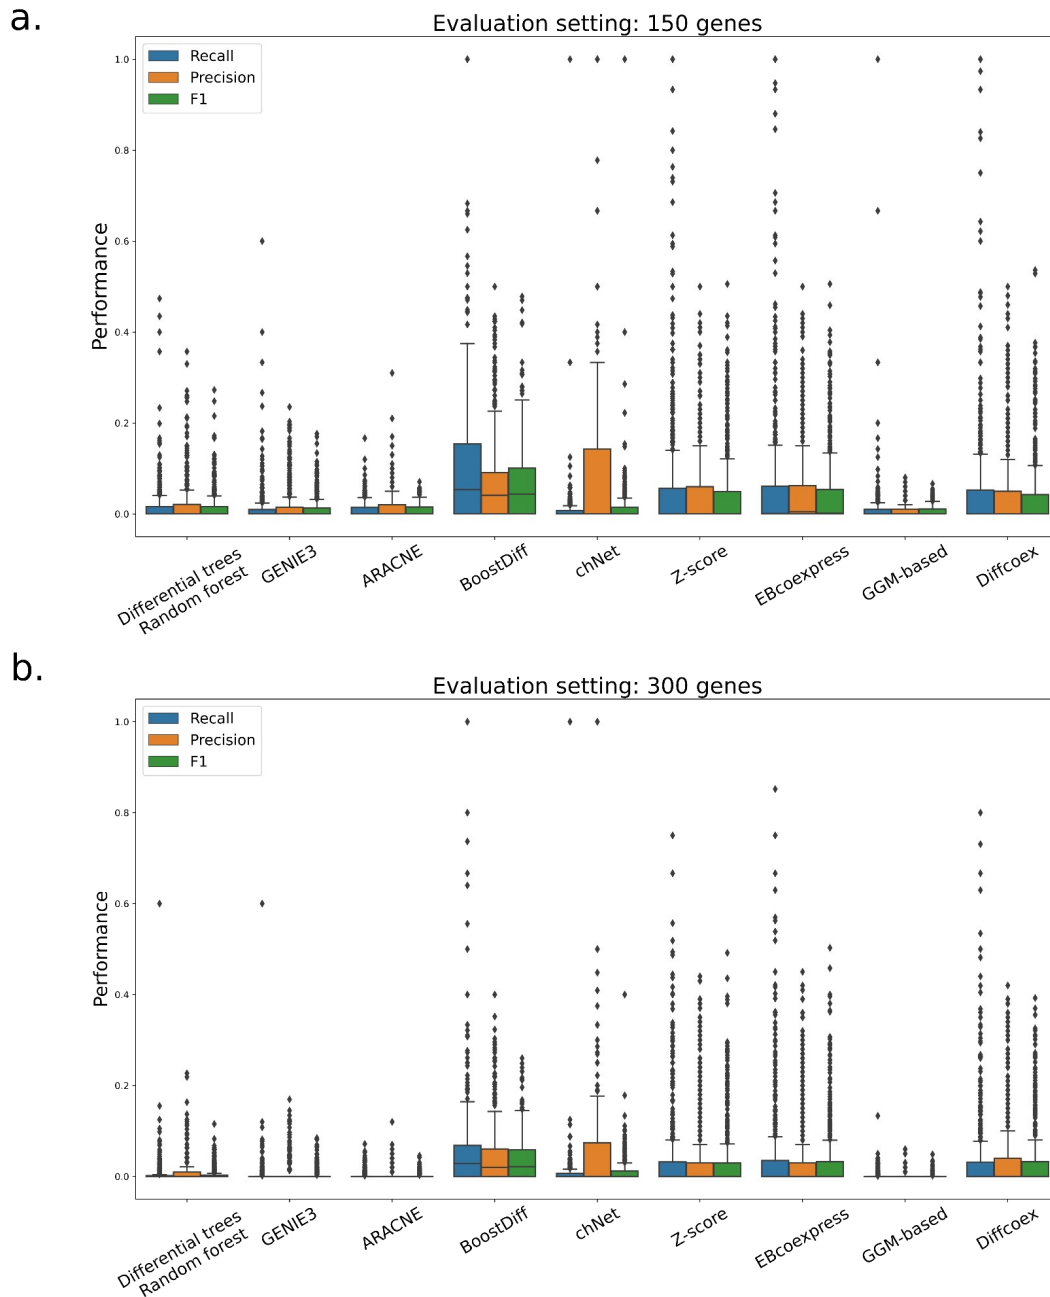 a.
Evaluation setting: 150 genes
Recall
Precision
F1
Performance
1.0
0.8
0.6
0.4
0.2
0.0
Differential trees
Random forest
GENIE3
ARACNE
BoostDiff
chNet
Z-score
EBcoexpress
GGM-based
Diffcoex
b.
Evaluation setting: 300 genes
Recall
Precision
F1
Performance
1.0
0.8
0.6
0.4
0.2
0.0
Differential trees
Random forest
GENIE3
ARACNE
BoostDiff
chNet
Z-score
EBcoexpress
GGM-based
Diffcoex